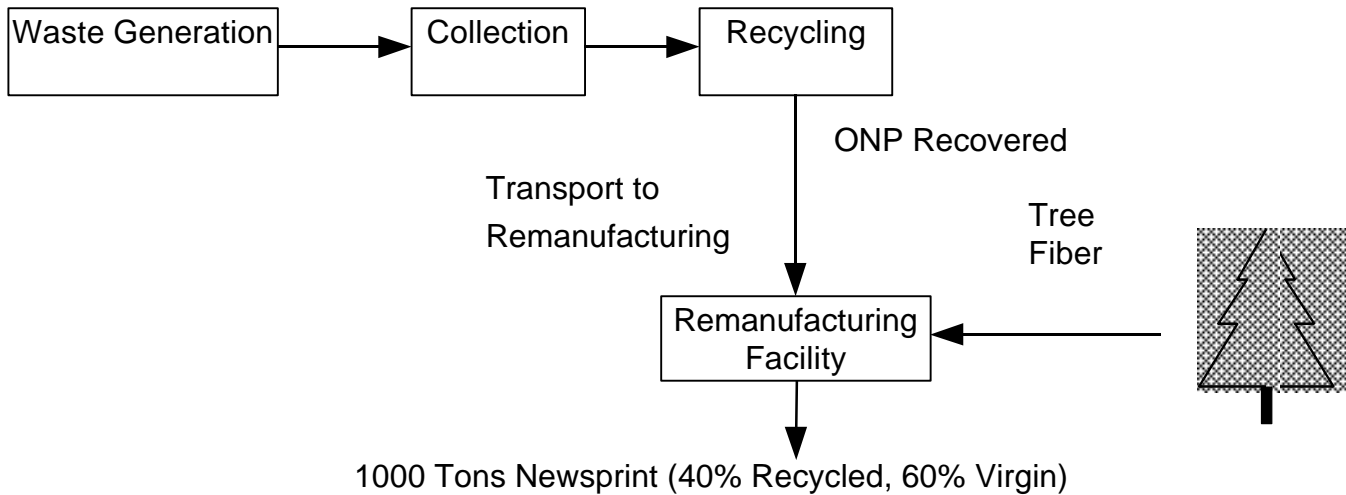 Waste Generation
Collection
Recycling
ONP Recovered
Transport to
Remanufacturing
Tree
Fiber
Remanufacturing
Facility
1000 Tons Newsprint (40% Recycled, 60% Virgin)